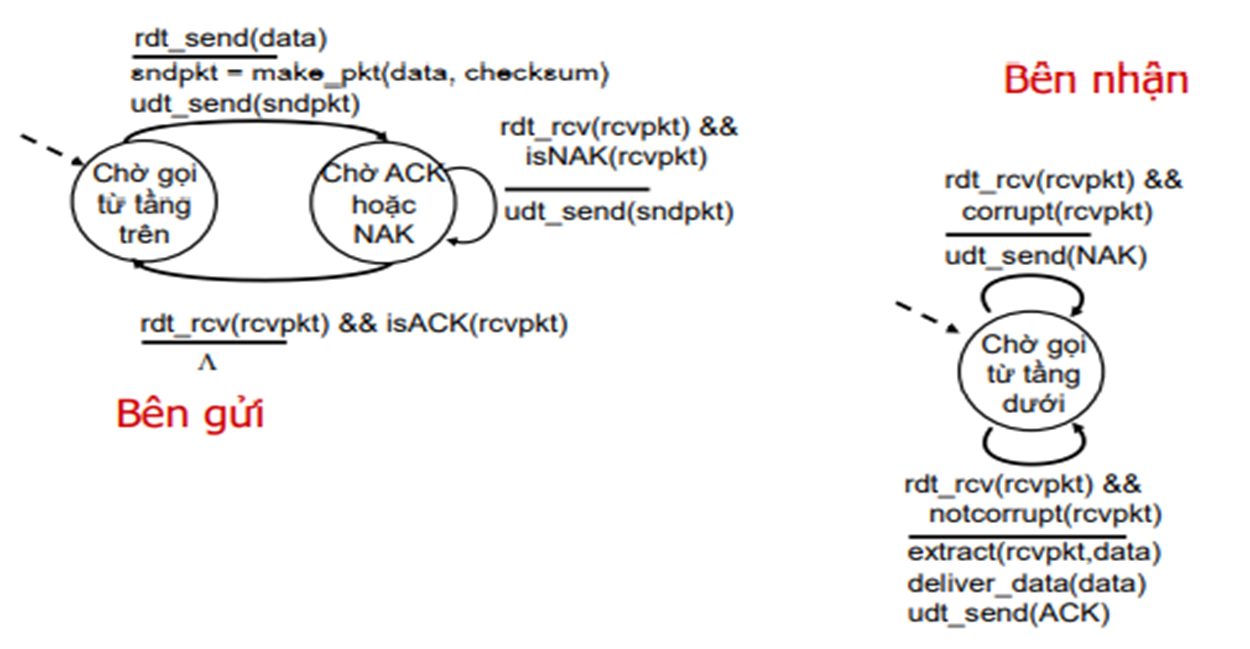 rdt_send(data)
sndpkt = make_pkt(data, checksum)
udt_send(sndpkt)
Chờ gọi
từ tầng
trên
Chờ ACK
hoặc
NAK
rdt_rcv(rcvpkt) &&
isNAK(rcvpkt)
udt_send(sndpkt)
rdt_rcv(rcvpkt) && isACK(rcvpkt)
Λ
Bên gửi
Bên nhận
rdt_rcv(rcvpkt) &&
corrupt(rcvpkt)
udt_send(NAK)
Chờ gọi
từ tầng
dưới
rdt_rcv(rcvpkt) &&
notcorrupt(rcvpkt)
extract(rcvpkt,data)
deliver_data(data)
udt_send(ACK)